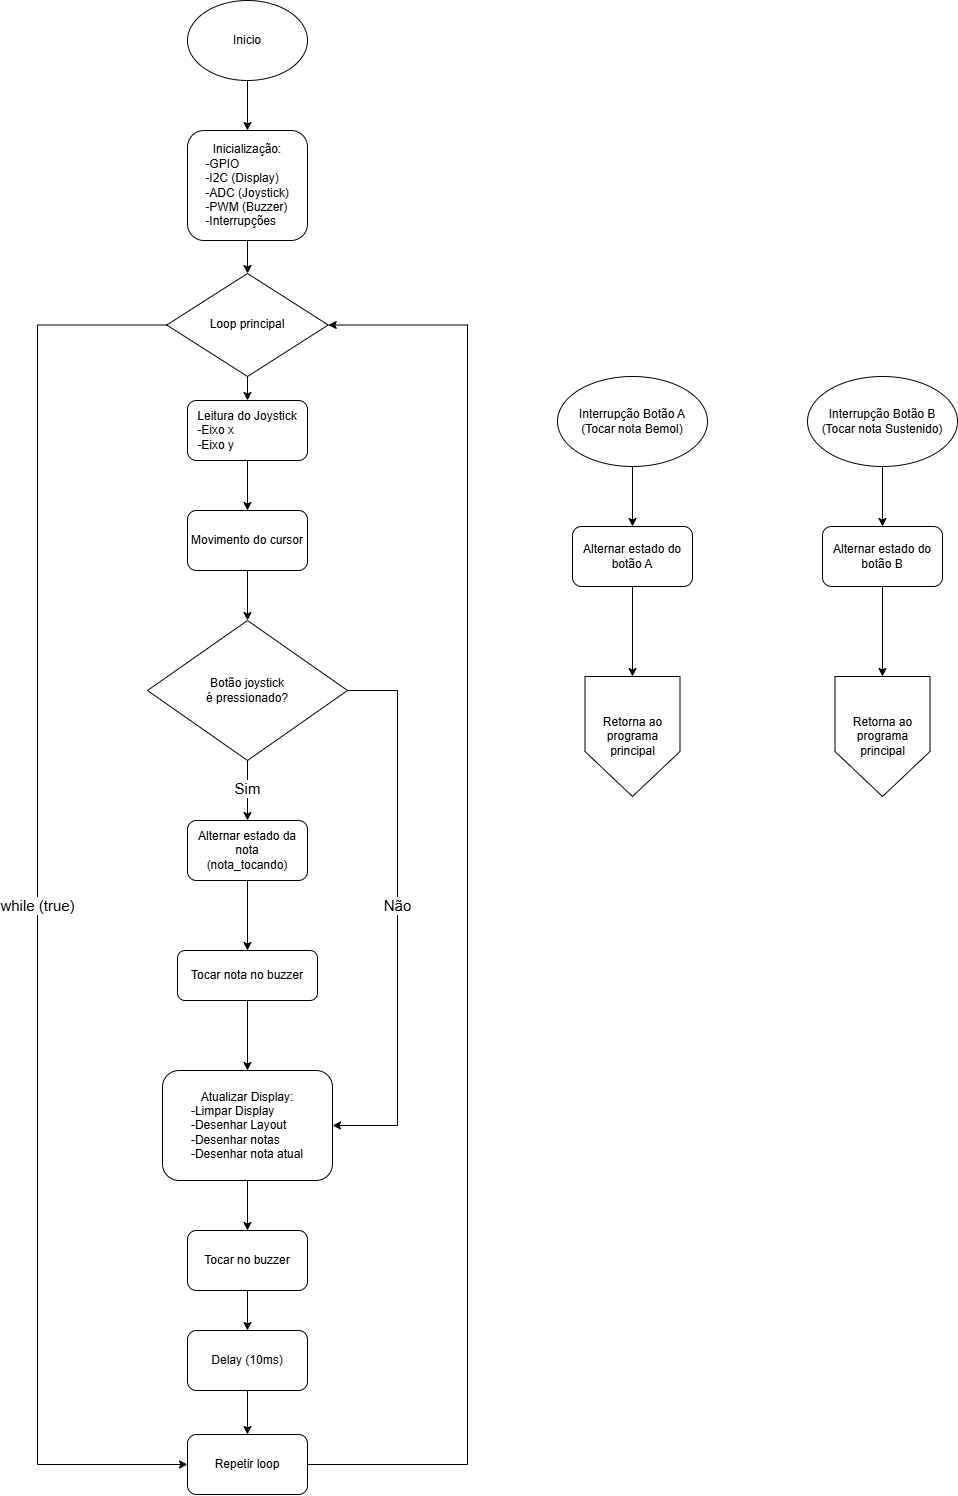 Inicio
Inicialização:
-GPIO
-I2C (Display)
-ADC (Joystick)
-PWM (Buzzer)
-Interrupções
Loop principal
Leitura do Joystick
-Eixo x
-Eixo y
Movimento do cursor
Botão joystick
é pressionado?
Sim
Alternar estado da
nota
(nota_tocando)
while (true)
Não
Tocar nota no buzzer
Atualizar Display:
-Limpar Display
-Desenhar Layout
-Desenhar notas
-Desenhar nota atual
Tocar no buzzer
Delay (10ms)
Repetir loop
Interrupção Botão A
(Tocar nota Bemol)
Alternar estado do
botão A
Retorna ao
programa
principal
Interrupção Botão B
(Tocar nota Sustenido)
Alternar estado do
botão B
Retorna ao
programa
principal